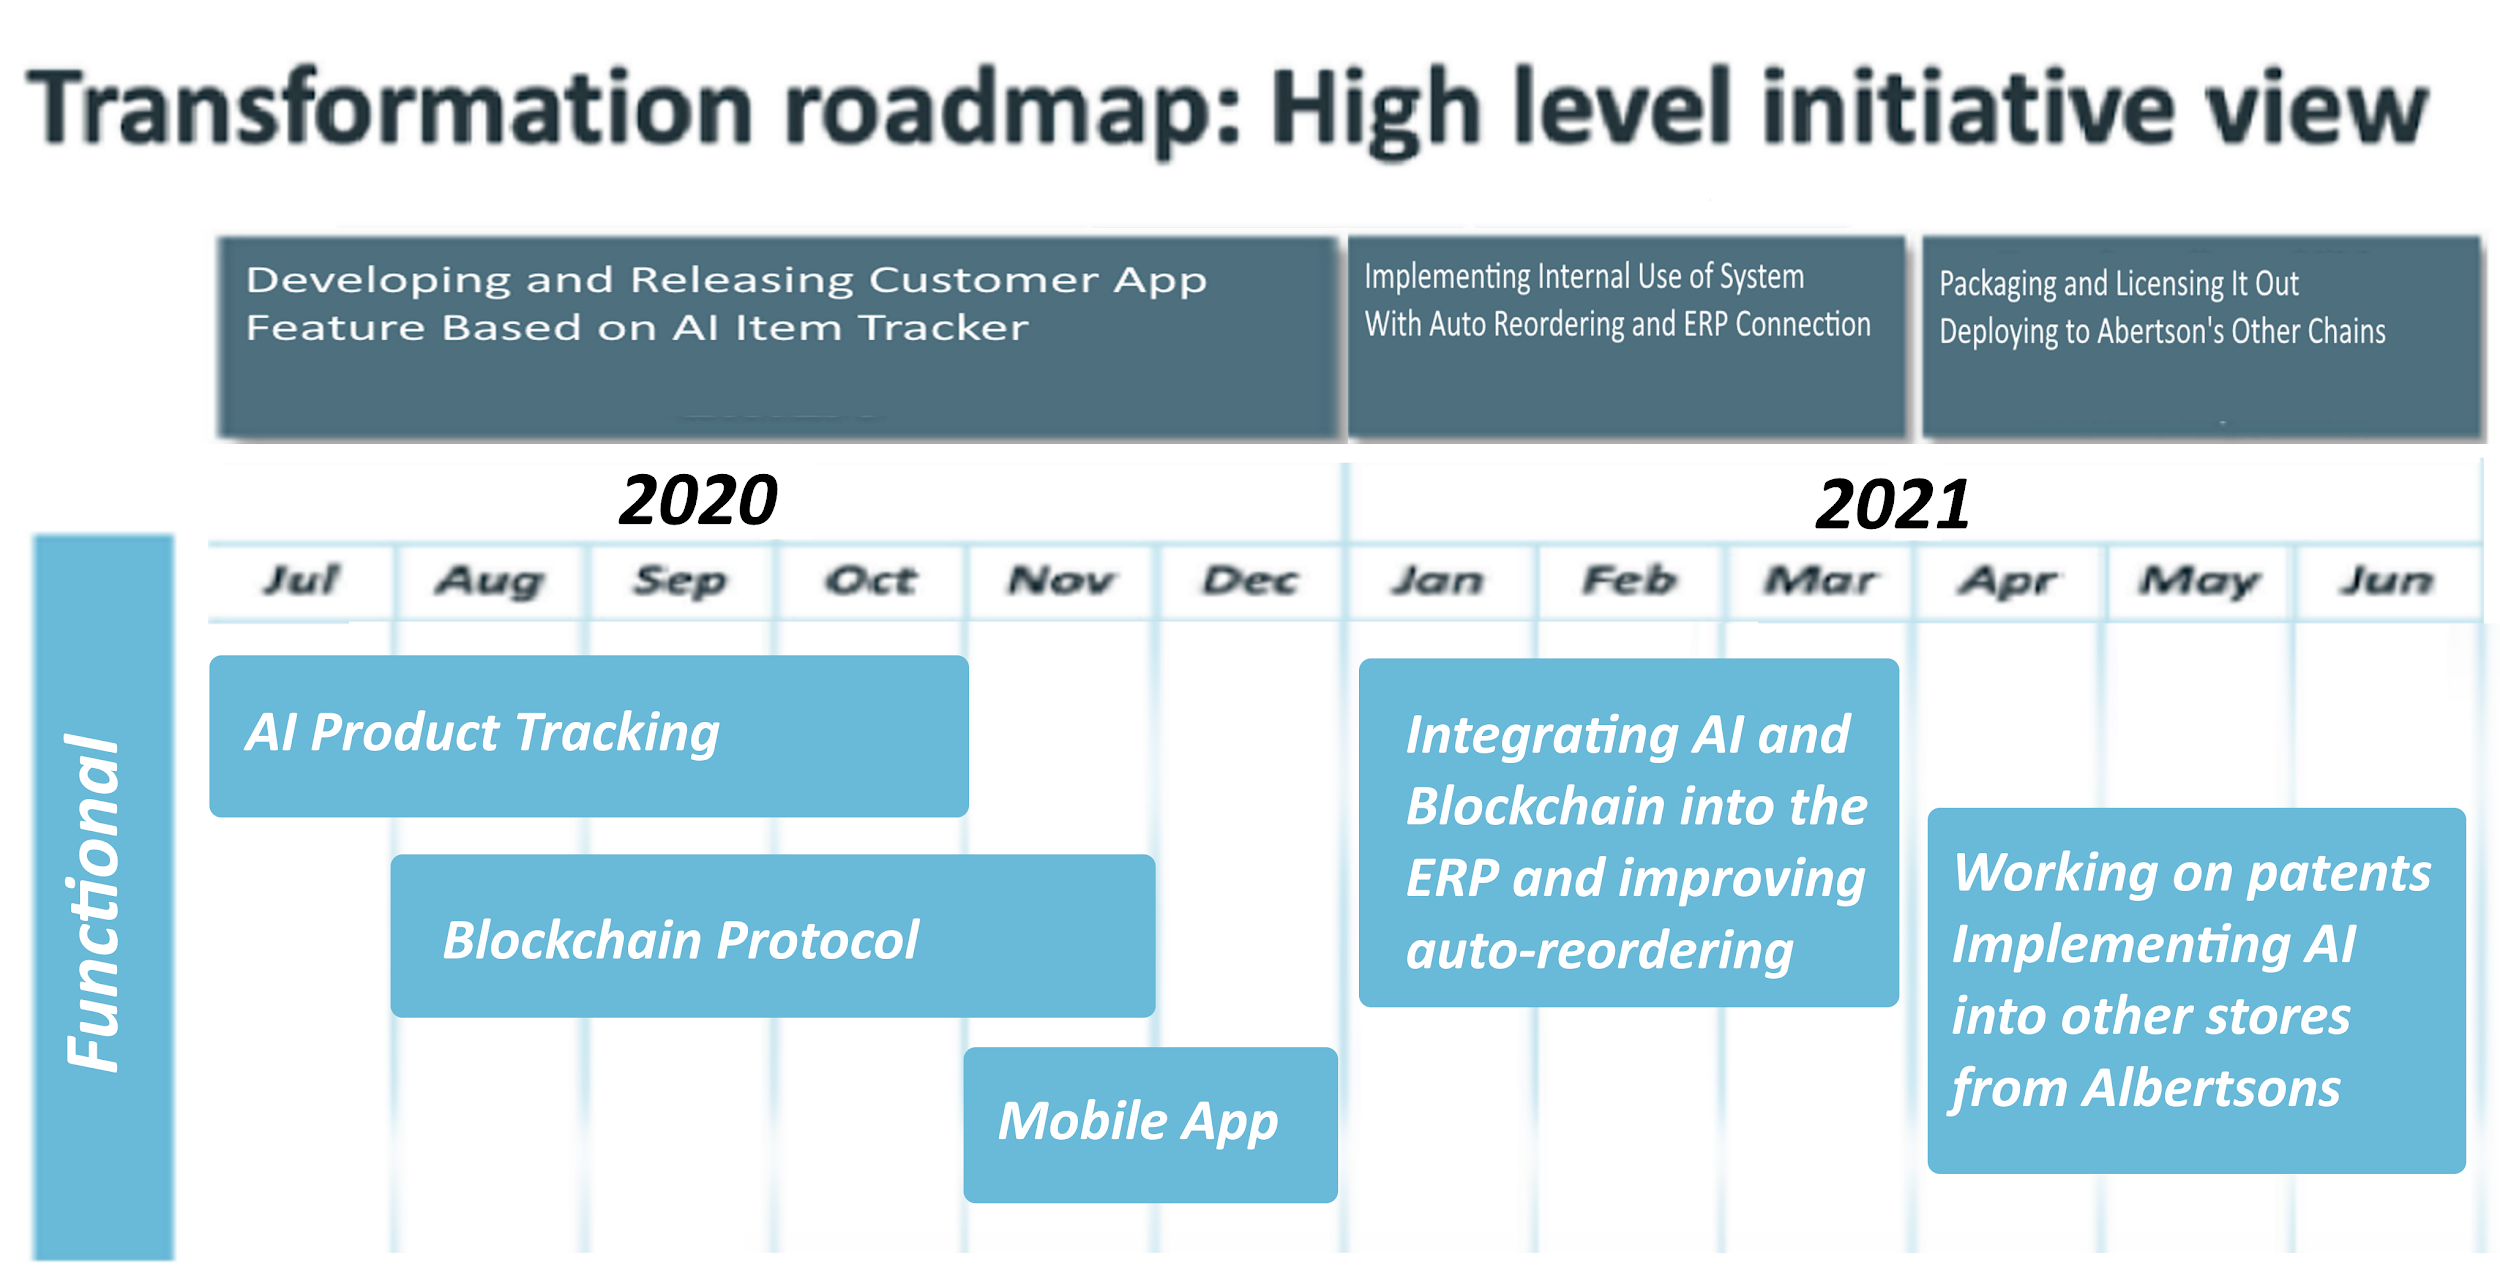 Transformation roadmap: High level initiative view
Developing and Releasing Customer App
Feature Based on AI Item Tracker
Implementing Internal Use of System
With Auto Reordering and ERP Connection
Packaging and Licensing It Out
Deploying to Abertson's Other Chains
2020
2021
Jul Aug Sep Oct Nov Dec Jan Feb Mar Apr May Jun
Functional
AI Product Tracking
Blockchain Protocol
Mobile App
Integrating AI and
Blockchain into the
ERP and improving
auto-reordering
Working on patents
Implementing AI
into other stores
from Albertsons